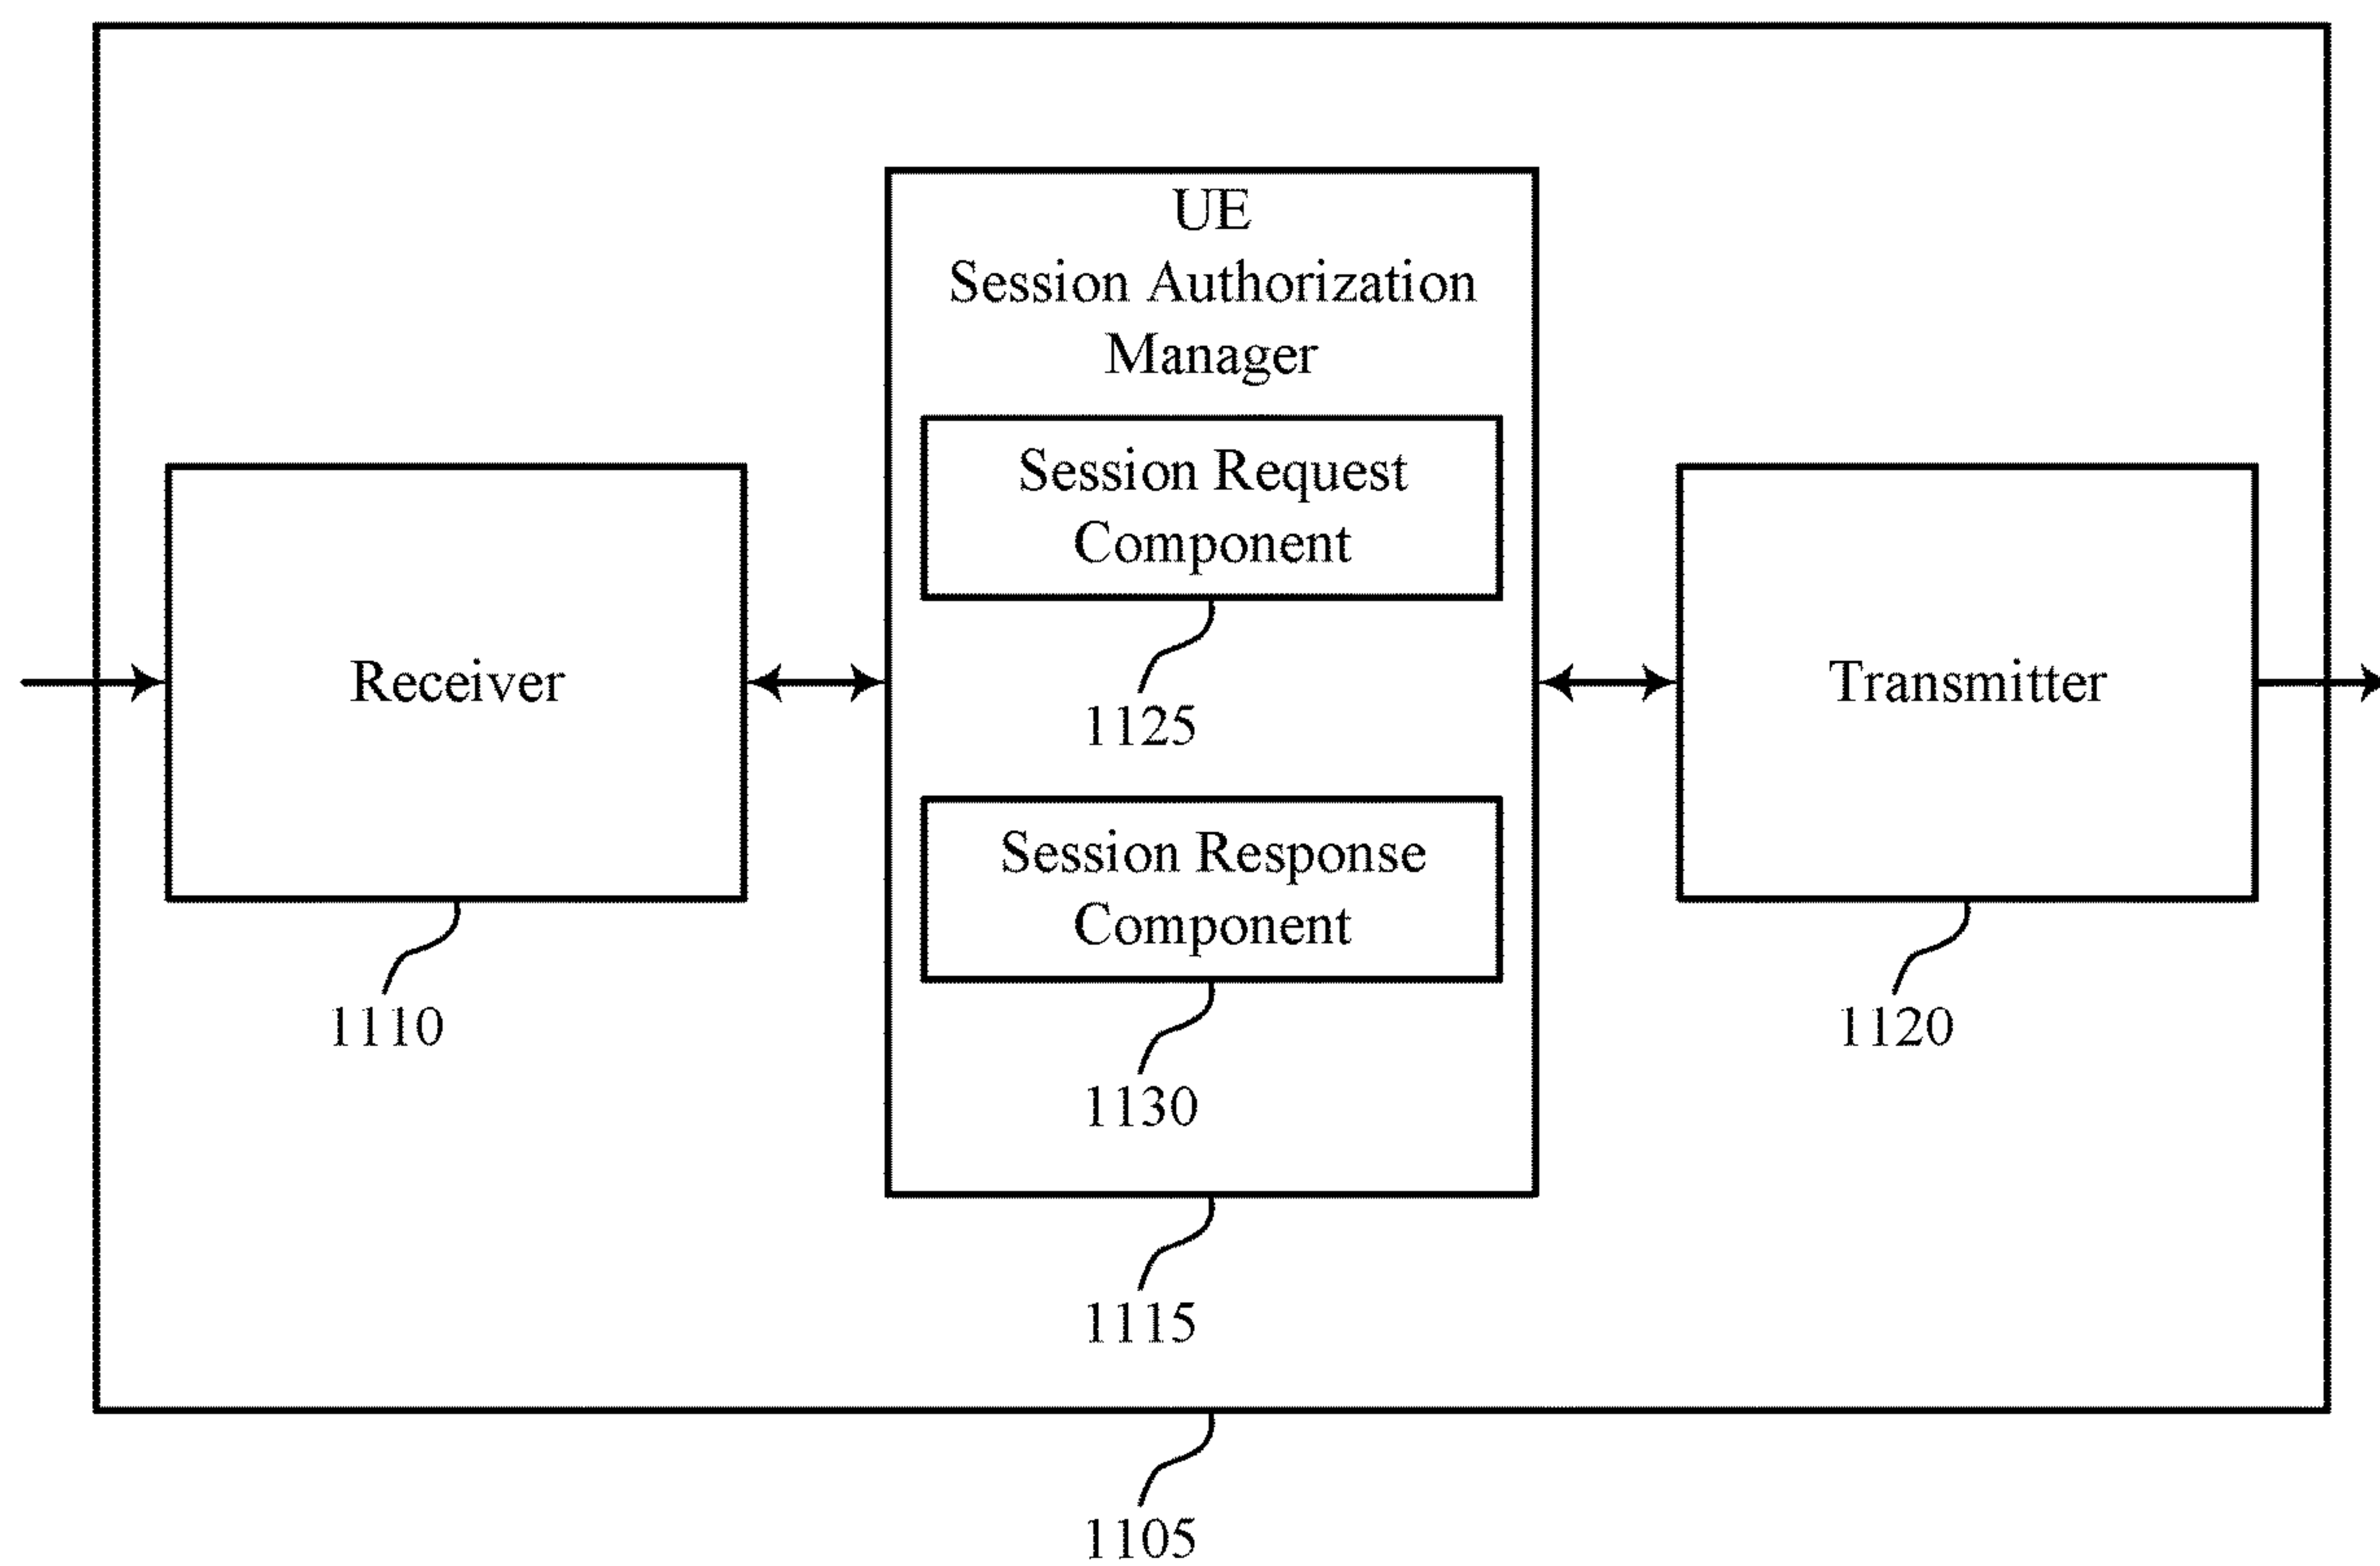 UE
Session Authorization
Manager
Session Request
Component
Receiver
Transmitter
1125
Session Response
Component
1110
1120
1130
1115
1105